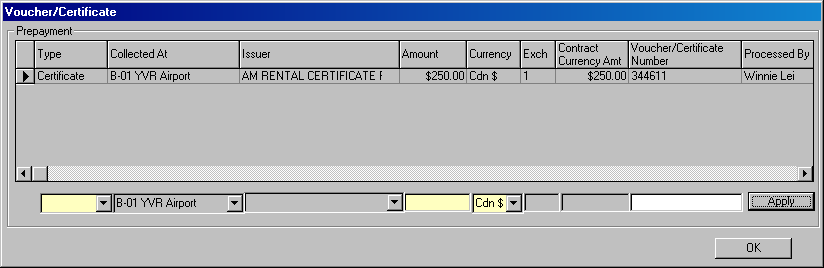 Voucher/Certificate
Prepayment
Type Collected At Issuer Amount Currency Exch Contract Currency Amt Voucher/Certificate Number Processed By
Certificate B-01 YVR Airport AM RENTAL CERTIFICATE $250.00 Cdn $ 1 $250.00 344611 Winnie Lei
B-01 YVR Airport Cdn $ Apply
OK